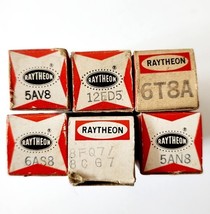 RAYTHEON
5AV8
RAYTHEON
12ED5
RAYTHEON
6T8A
RAYTHEON
6AS8
RAYTHEON
8FQ7/
8CG7
RAYTHEON
5AN8